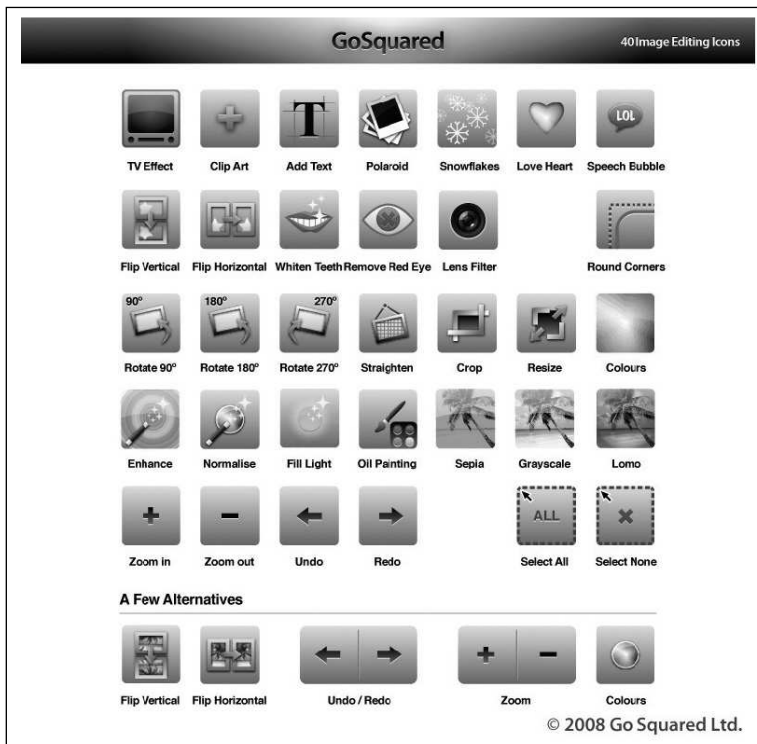 GoSquared
40 Image Editing Icons
LOL
TV Effect Clip Art Add Text Polaroid Snowflakes Love Heart Speech Bubble
Flip Vertical Flip Horizontal Whiten Teeth Remove Red Eye Lens Filter Round Corners
90° 180° 270°
Rotate 90° Rotate 180° Rotate 270° Straighten Crop Resize Colours
Enhance Normalise Fill Light Oil Painting Sepia Grayscale Lomo
ALL
Zoom in Zoom out Undo Redo Select All Select None
A Few Alternatives
Flip Vertical Flip Horizontal Undo / Redo Zoom Colours
© 2008 Go Squared Ltd.